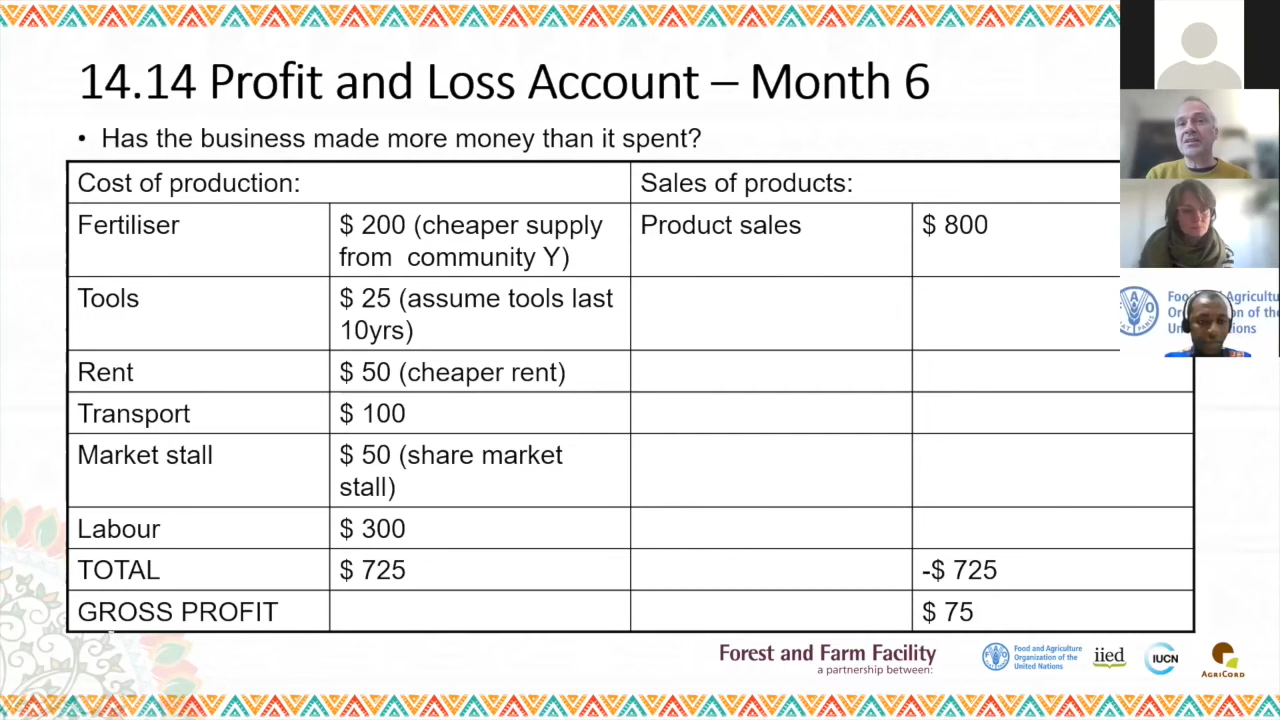 14.14 Profit and Loss Account – Month 6
• Has the business made more money than it spent?
Cost of production:
Sales of products:
Fertiliser
$ 200 (cheaper supply
from community Y)
Product sales
$ 800
Tools
$ 25 (assume tools last
10yrs)
Rent
$ 50 (cheaper rent)
Transport
$ 100
Market stall
$ 50 (share market
stall)
Labour
$ 300
TOTAL
$ 725
-$ 725
GROSS PROFIT
$ 75
Forest and Farm Facility
a partnership between:
Food and Agriculture
Organization of the
United Nations
iied
IUCN
AGRICORD